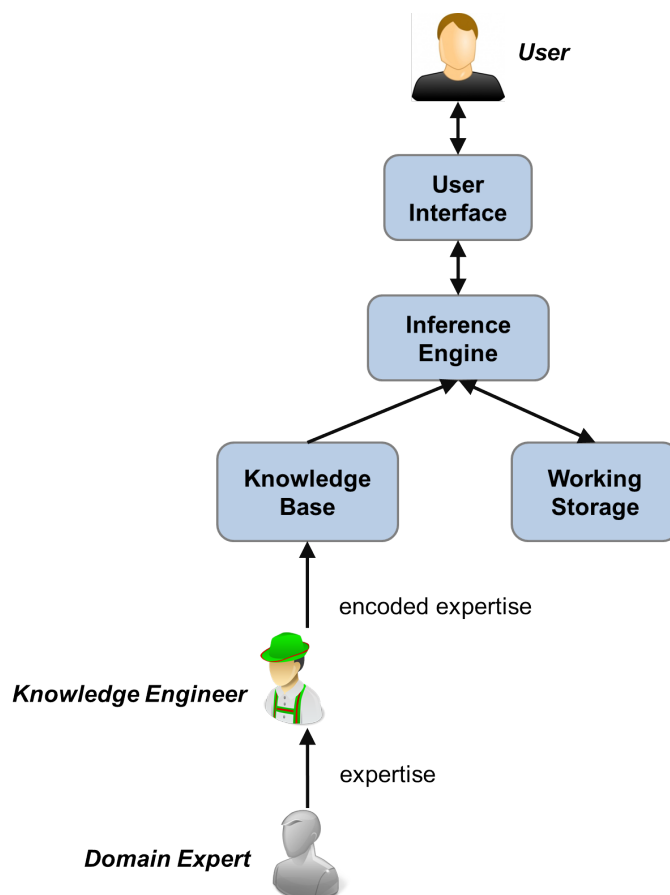 User
User
Interface
Inference
Engine
Knowledge
Base
Working
Storage
encoded expertise
Knowledge Engineer
expertise
Domain Expert